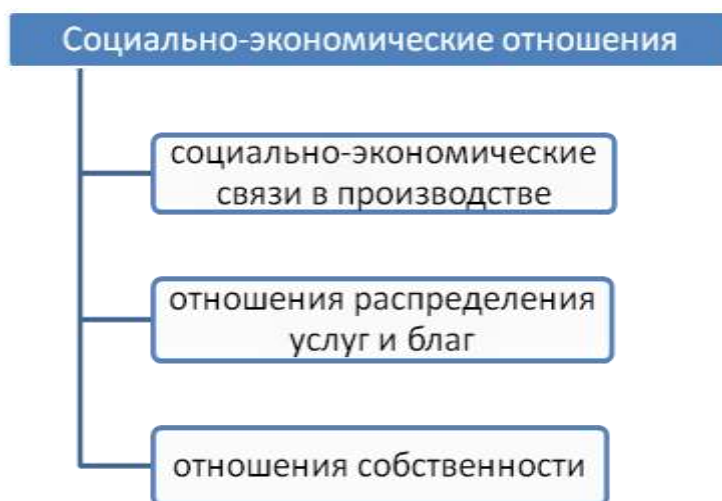 Социально-экономические отношения
социально-экономические
связи в производстве
отношения распределения
услуг и благ
отношения собственности